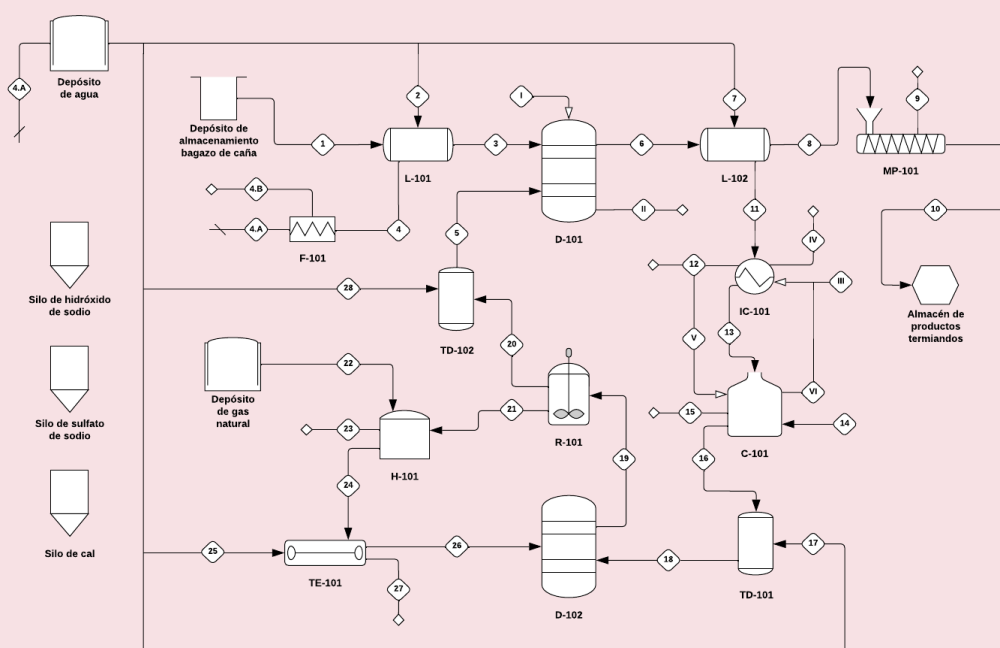 4.A
Depósito
de agua
Depósito de
almacenamiento
bagazo de caña
1
2
L-101
3
I
D-101
6
II
7
L-102
8
9
MP-101
10
Almacén de
productos
termiandos
4.B
4.A
F-101
4
5
11
12
IV
III
IC-101
13
V
VI
14
15
C-101
16
17
TD-101
18
Silo de hidróxido
de sodio
Silo de sulfato
de sodio
Silo de cal
28
TD-102
20
Depósito
de gas
natural
22
21
R-101
23
H-101
19
24
25
TE-101
26
27
D-102